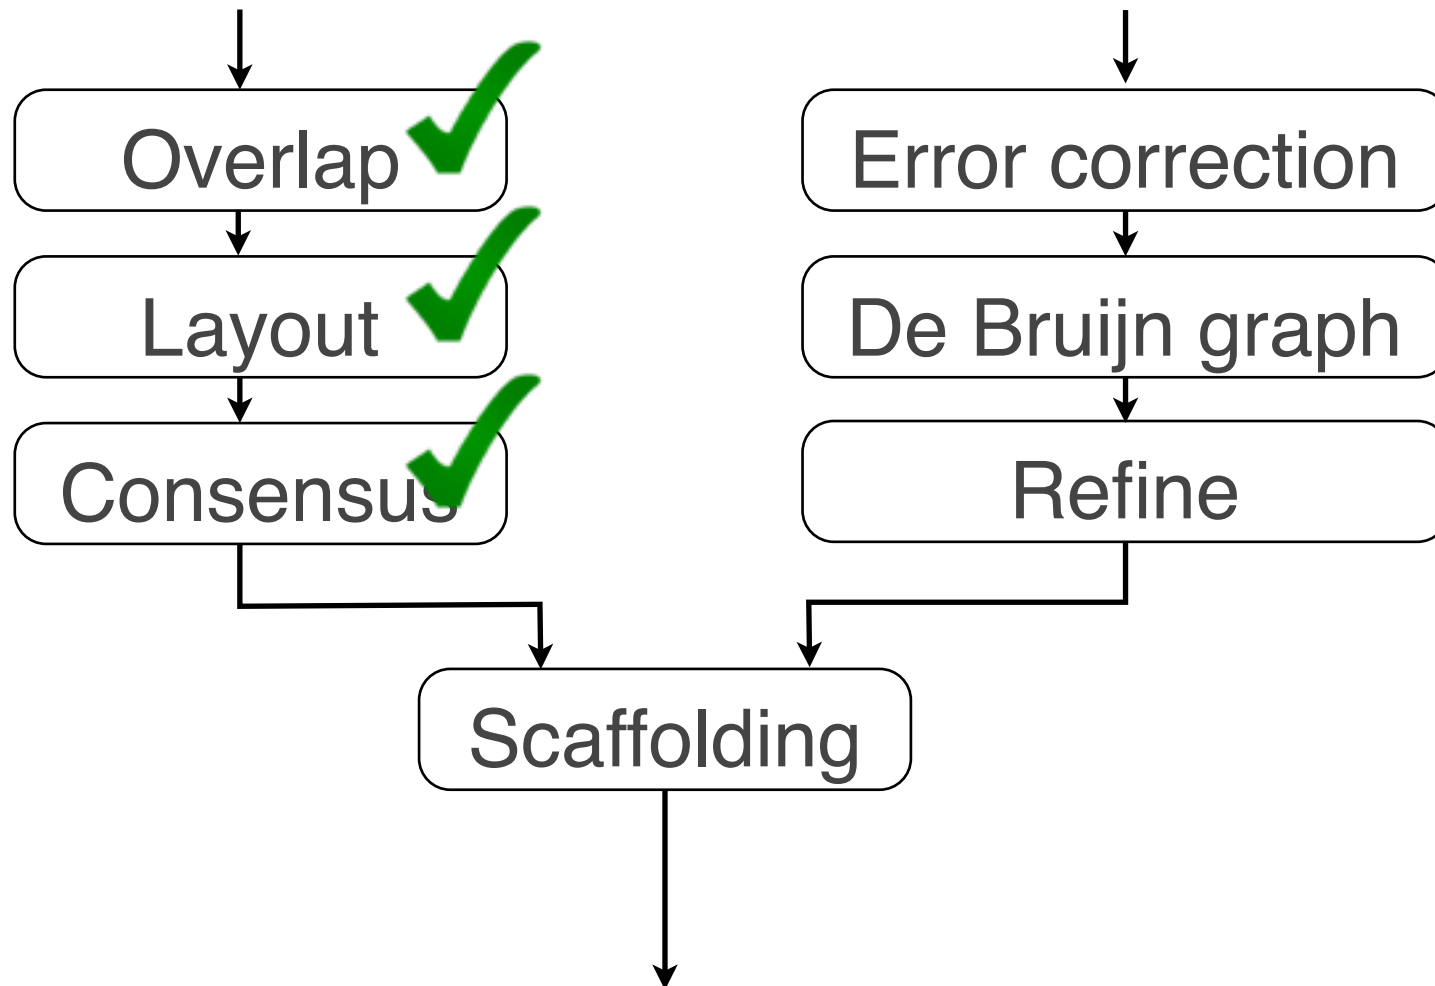 Overlap
Layout
Consensus
Error correction
De Bruijn graph
Refine
Scaffolding